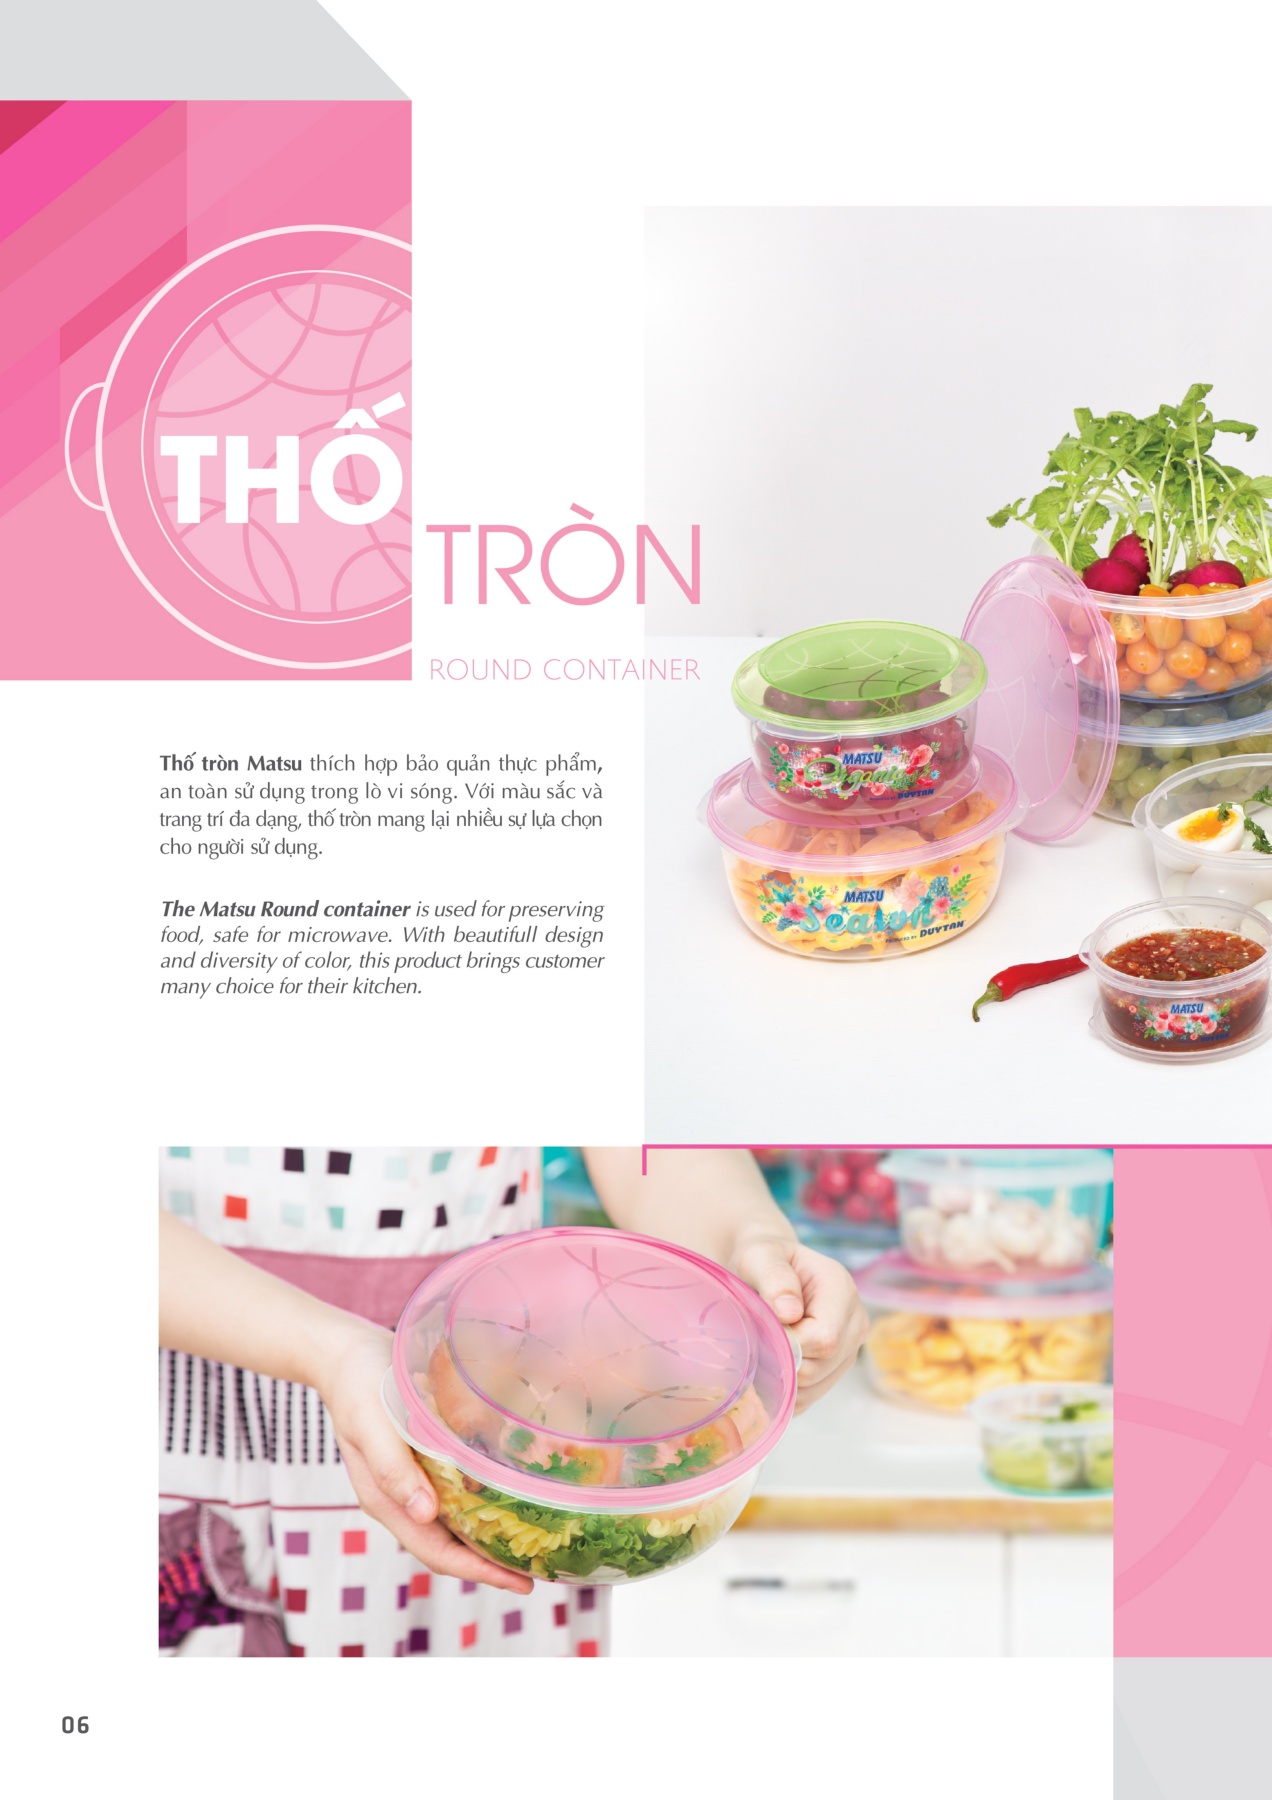 THỐ
TRÒN
ROUND CONTAINER
Thố tròn Matsu thích hợp bảo quản thực phẩm,
an toàn sử dụng trong lò vi sóng. Với màu sắc và
trang trí đa dạng, thố tròn mang lại nhiều sự lựa chọn
cho người sử dụng.
The Matsu Round container is used for preserving
food, safe for microwave. With beautifull design
and diversity of color, this product brings customer
many choice for their kitchen.
MATSU
Organic
DUYTAN
MATSU
Season
PRODUCED BY DUYTAN
MATSU
06